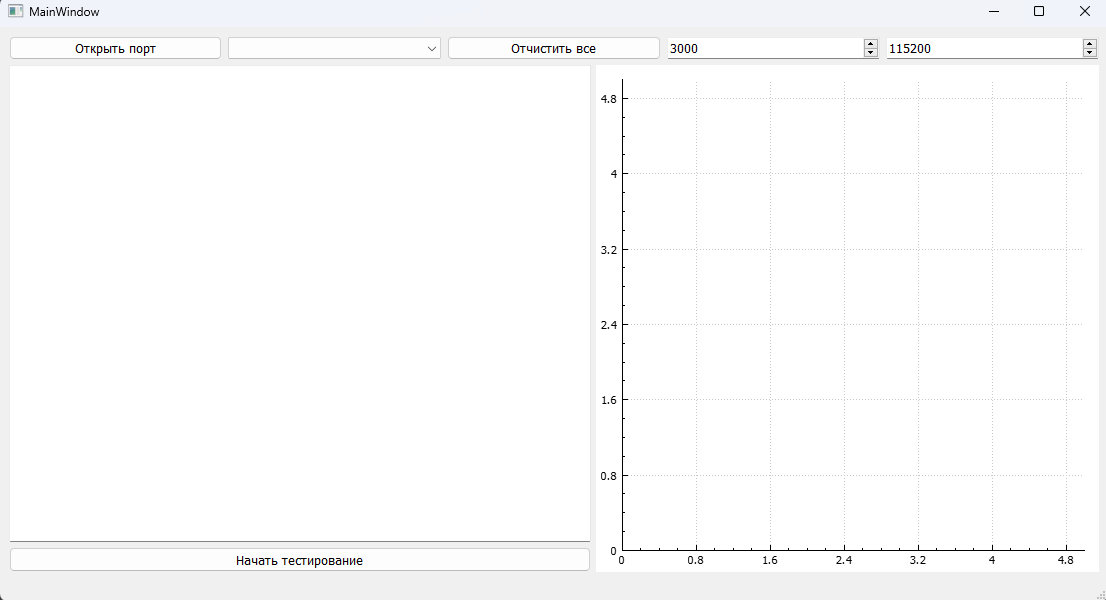 MainWindow
Открыть порт
Отчистить все
3000
115200
4.8
4
3.2
2.4
1.6
0.8
0
0 0.8 1.6 2.4 3.2 4 4.8
Начать тестирование